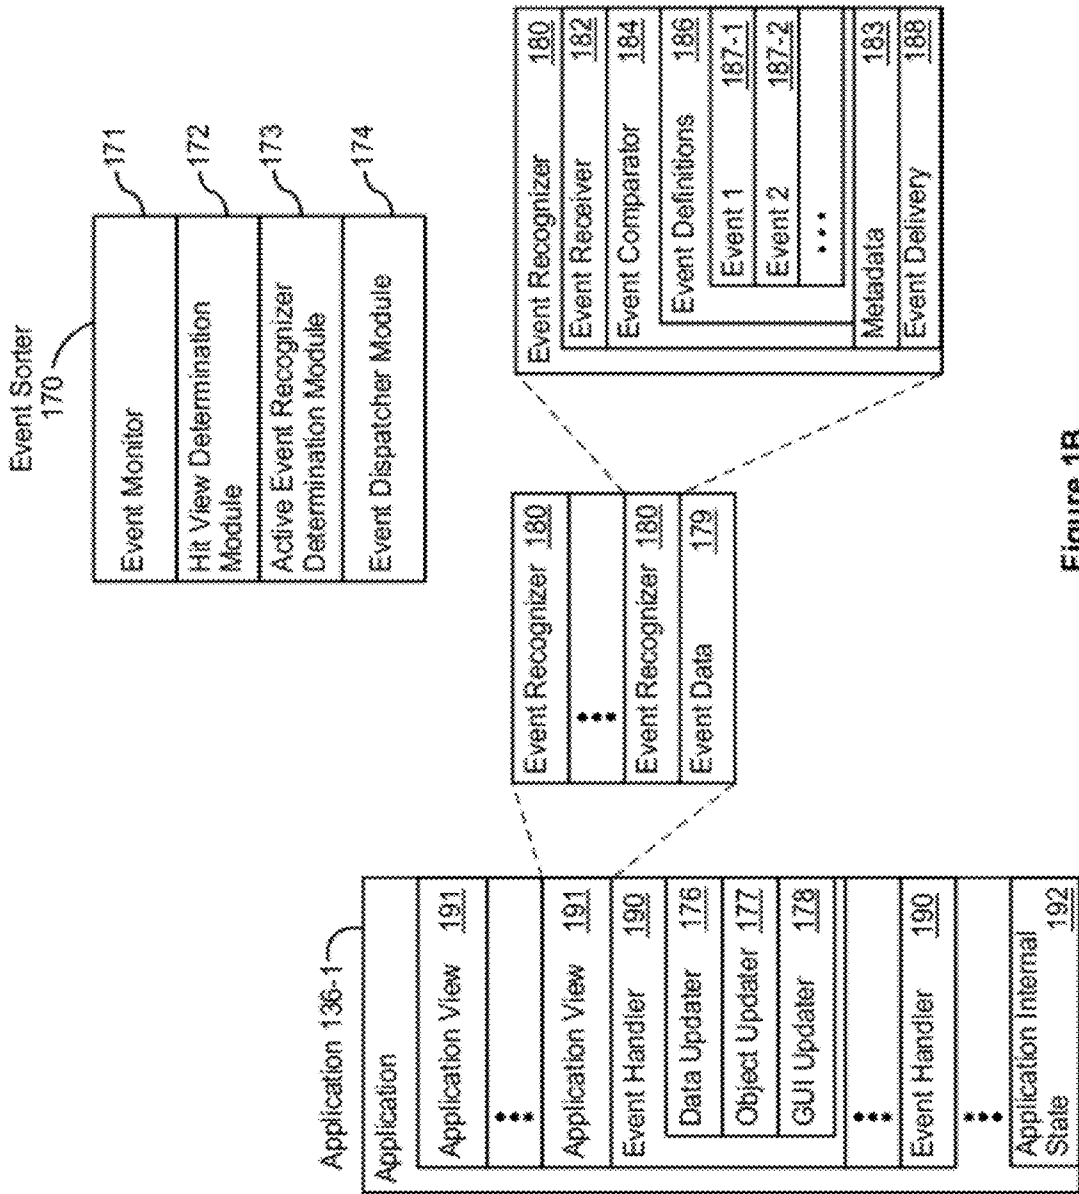 Event Sorter
170
Event Monitor
171
Hit View Determination
Module
172
Active Event Recognizer
Determination Module
173
Event Dispatcher Module
174
Application 136-1
Application
Application View 191
•••
Application View 191
Event Handler 190
Data Updater 176
Object Updater 177
GUI Updater 178
•••
Event Handler 190
•••
Application Internal
State 192
Event Recognizer 180
•••
Event Recognizer 180
Event Data 179
Event Recognizer 180
Event Receiver 182
Event Comparator 184
Event Definitions 186
Event 1 187-1
Event 2 187-2
•••
Metadata 183
Event Delivery 188
Figure 1B